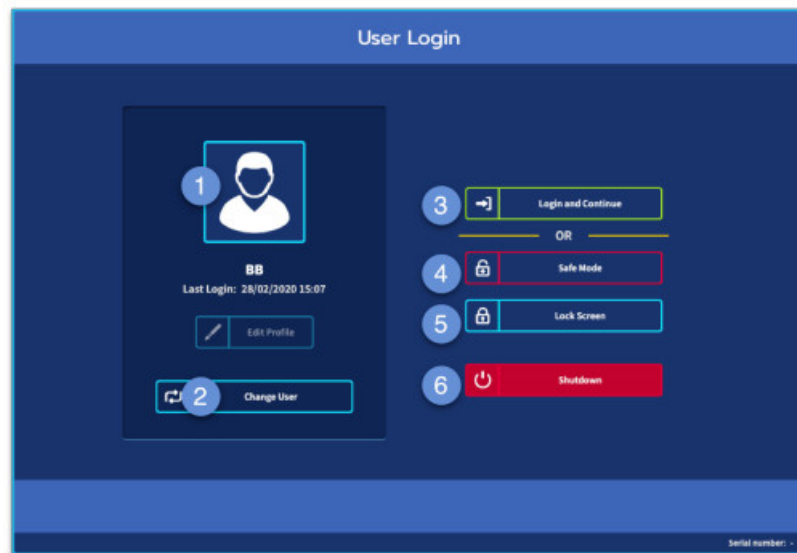 User Login
1
BB
Last Login: 28/02/2020 15:07
Edit Profile
2
Change User
3
Login and Continue
OR
4
Safe Mode
5
Lock Screen
6
Shutdown
Serial number: -